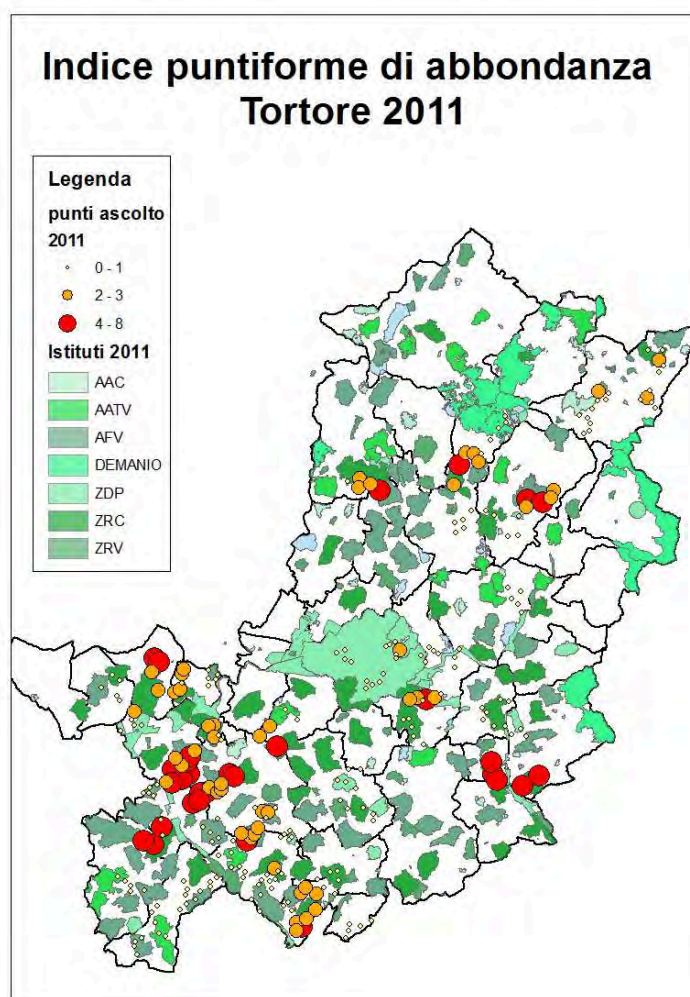 Indice puntiforme di abbondanza
Tortore 2011
Legenda
punti ascolto
2011
0 - 1
2 - 3
4 - 8
Istituti 2011
AAC
AATV
AFV
DEMANIO
ZDP
ZRC
ZRV